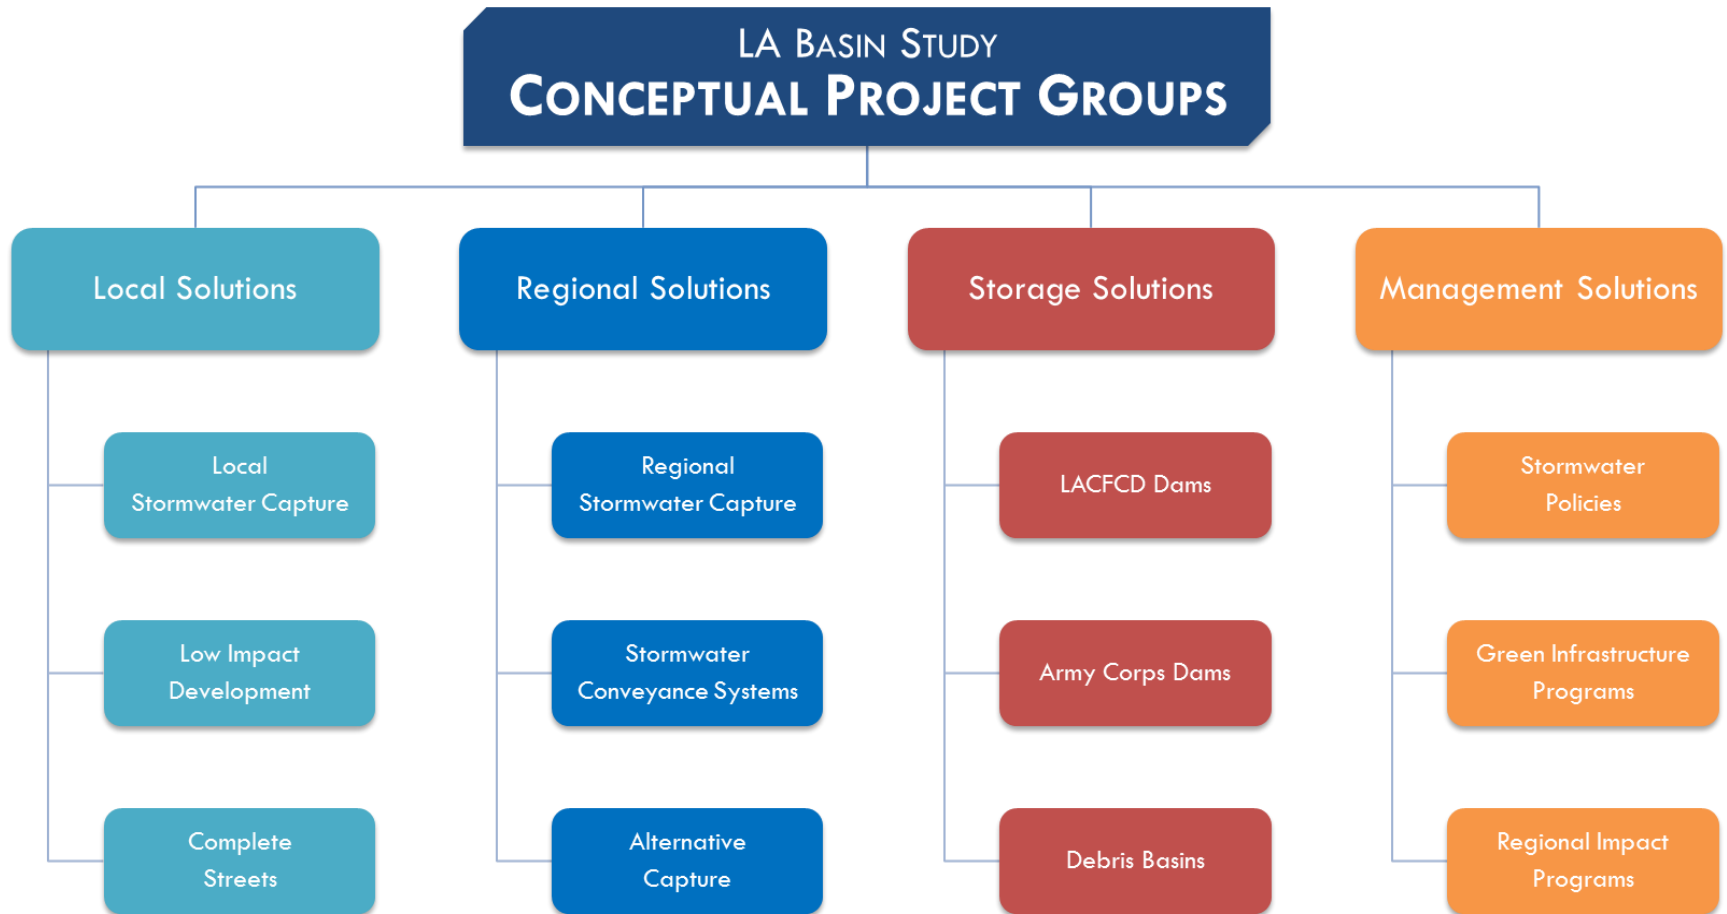 LA BASIN STUDY
CONCEPTUAL PROJECT GROUPS
Local Solutions
Local
Stormwater Capture
Low Impact
Development
Complete
Streets
Regional Solutions
Regional
Stormwater Capture
Stormwater
Conveyance Systems
Alternative
Capture
Storage Solutions
LACFCD Dams
Army Corps Dams
Debris Basins
Management Solutions
Stormwater
Policies
Green Infrastructure
Programs
Regional Impact
Programs